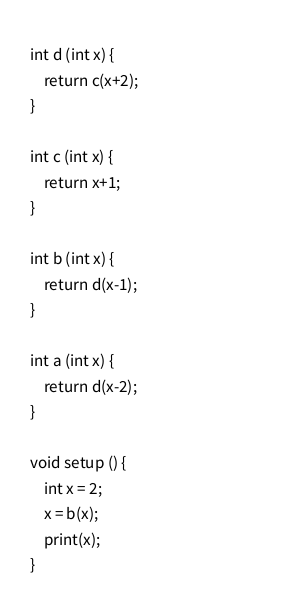 int d (int x) {
    return c(x+2);
}

int c (int x) {
    return x+1;
}

int b (int x) {
    return d(x-1);
}

int a (int x) {
    return d(x-2);
}

void setup () {
    int x = 2;
    x = b(x);
    print(x);
}